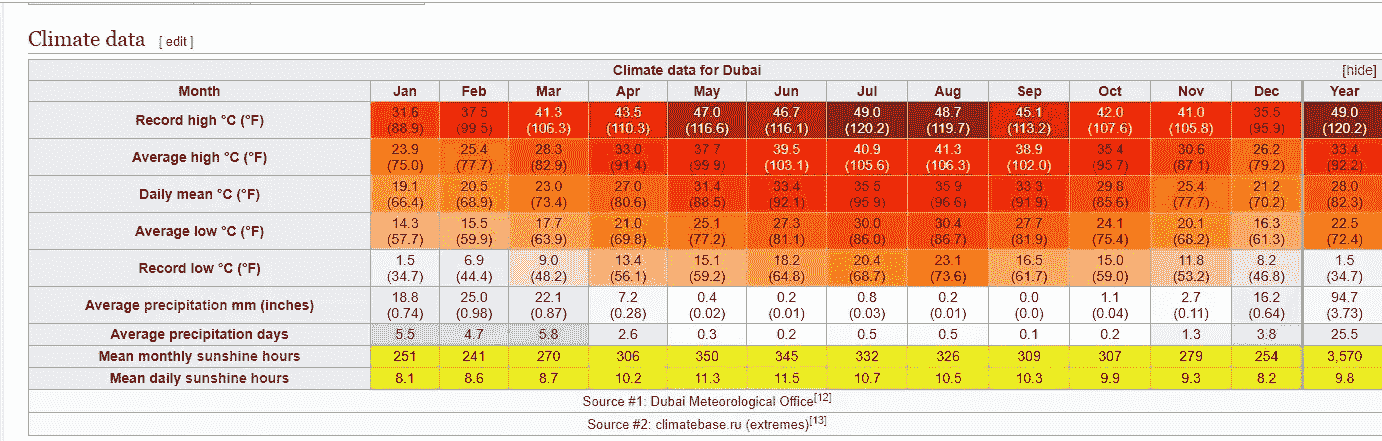 Climate data [ edit ]
Climate data for Dubai [hide]
Month Jan Feb Mar Apr May Jun Jul Aug Sep Oct Nov Dec Year
Record high °C (°F) 31.6 (88.9) 37.5 (99.5) 41.3 (106.3) 43.5 (110.3) 47.0 (116.6) 46.7 (116.1) 49.0 (120.2) 48.7 (119.7) 45.1 (113.2) 42.0 (107.6) 41.0 (105.8) 35.5 (95.9) 49.0 (120.2)
Average high °C (°F) 23.9 (75.0) 25.4 (77.7) 28.3 (82.9) 33.0 (91.4) 37.7 (99.9) 39.5 (103.1) 40.9 (105.6) 41.3 (106.3) 38.9 (102.0) 35.4 (95.7) 30.6 (87.1) 26.2 (79.2) 33.4 (92.2)
Daily mean °C (°F) 19.1 (66.4) 20.5 (68.9) 23.0 (73.4) 27.0 (80.6) 31.4 (88.5) 33.4 (92.1) 35.5 (95.9) 35.9 (96.6) 33.3 (91.9) 29.8 (85.6) 25.4 (77.7) 21.2 (70.2) 28.0 (82.3)
Average low °C (°F) 14.3 (57.7) 15.5 (59.9) 17.7 (63.9) 21.0 (69.8) 25.1 (77.2) 27.3 (81.1) 30.0 (86.0) 30.4 (86.7) 27.7 (81.9) 24.1 (75.4) 20.1 (68.2) 16.3 (61.3) 22.5 (72.4)
Record low °C (°F) 1.5 (34.7) 6.9 (44.4) 9.0 (48.2) 13.4 (56.1) 15.1 (59.2) 18.2 (64.8) 20.4 (68.7) 23.1 (73.6) 16.5 (61.7) 15.0 (59.0) 11.8 (53.2) 8.2 (46.8) 1.5 (34.7)
Average precipitation mm (inches) 18.8 (0.74) 25.0 (0.98) 22.1 (0.87) 7.2 (0.28) 0.4 (0.02) 0.2 (0.01) 0.8 (0.03) 0.2 (0.01) 0.0 (0.0) 1.1 (0.04) 2.7 (0.11) 16.2 (0.64) 94.7 (3.73)
Average precipitation days 5.5 4.7 5.8 2.6 0.3 0.2 0.5 0.5 0.1 0.2 1.3 3.8 25.5
Mean monthly sunshine hours 251 241 270 306 350 345 332 326 309 307 279 254 3,570
Mean daily sunshine hours 8.1 8.6 8.7 10.2 11.3 11.5 10.7 10.5 10.3 9.9 9.3 8.2 9.8
Source #1: Dubai Meteorological Office[12]
Source #2: climatebase.ru (extremes)[13]